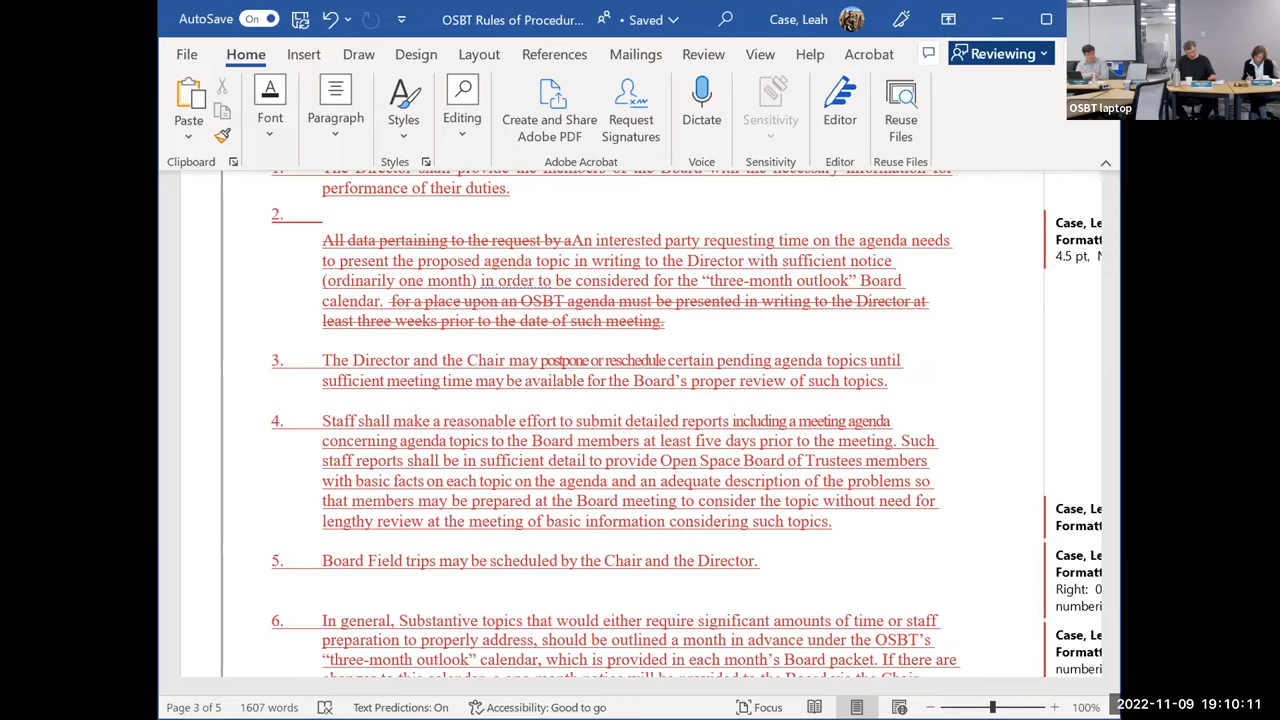 AutoSave On OSBT Rules of Procedur... • Saved Case, Leah
File Home Insert Draw Design Layout References Mailings Review View Help Acrobat Reviewing
Paste Font Paragraph Styles Editing Create and Share Adobe PDF Request Signatures Dictate Sensitivity Editor Reuse Files
Clipboard Styles Adobe Acrobat Voice Sensitivity Editor Reuse Files
OSBT laptop
1. The Director shall provide the members of the Board with the necessary information for
performance of their duties.
2.
All data pertaining to the request by aAn interested party requesting time on the agenda needs
to present the proposed agenda topic in writing to the Director with sufficient notice
(ordinarily one month) in order to be considered for the “three-month outlook” Board
calendar. for a place upon an OSBT agenda must be presented in writing to the Director at
least three weeks prior to the date of such meeting.
3. The Director and the Chair may postpone or reschedule certain pending agenda topics until
sufficient meeting time may be available for the Board’s proper review of such topics.
4. Staff shall make a reasonable effort to submit detailed reports including a meeting agenda
concerning agenda topics to the Board members at least five days prior to the meeting. Such
staff reports shall be in sufficient detail to provide Open Space Board of Trustees members
with basic facts on each topic on the agenda and an adequate description of the problems so
that members may be prepared at the Board meeting to consider the topic without need for
lengthy review at the meeting of basic information considering such topics.
5. Board Field trips may be scheduled by the Chair and the Director.
6. In general, Substantive topics that would either require significant amounts of time or staff
preparation to properly address, should be outlined a month in advance under the OSBT’s
“three-month outlook” calendar, which is provided in each month’s Board packet. If there are
Case, Le
Formatt
4.5 pt, N
Case, Le
Formatt
Case, Le
Formatt
Right: 0
numberi
Case, Le
Formatt
numberi
Page 3 of 5 1607 words Text Predictions: On Accessibility: Good to go Focus 100%
2022-11-09 19:10:11